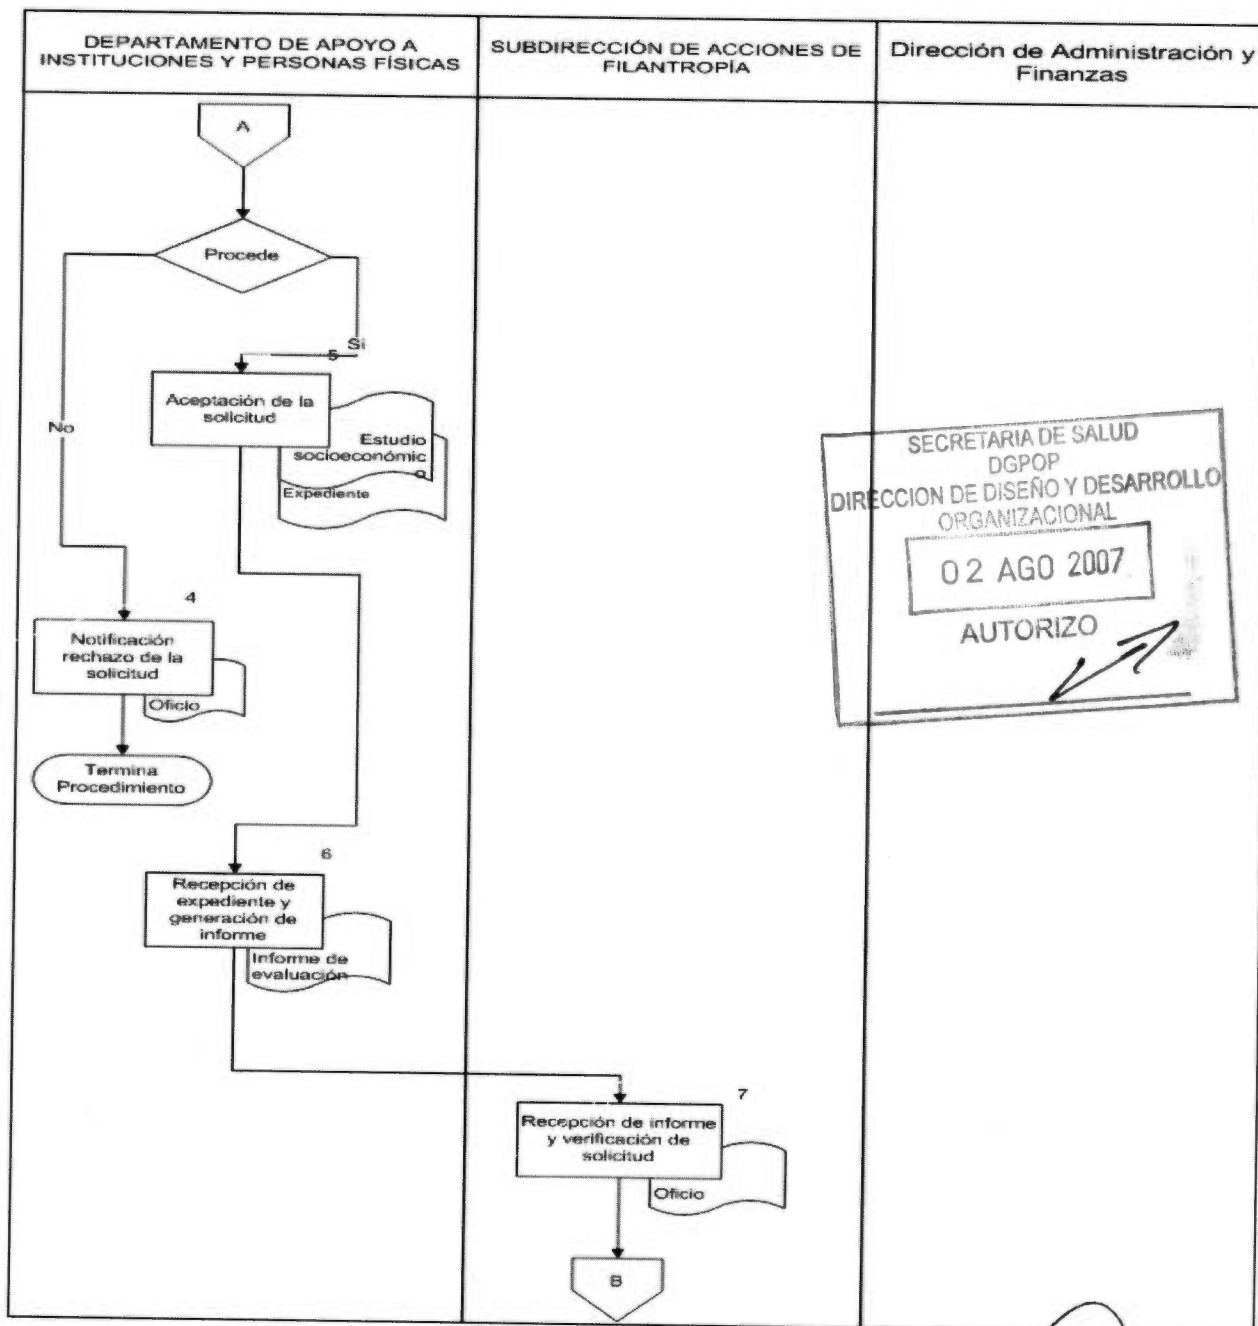 DEPARTAMENTO DE APOYO A
INSTITUCIONES Y PERSONAS FÍSICAS
SUBDIRECCIÓN DE ACCIONES DE
FILANTROPÍA
Dirección de Administración y
Finanzas
A
Procede
Si
5
Aceptación de la
solicitud
Estudio
socioeconómic
o
Expediente
No
4
Notificación
rechazo de la
solicitud
Oficio
Termina
Procedimiento
6
Recepción de
expediente y
generación de
informe
Informe de
evaluación
7
Recepción de informe
y verificación de
solicitud
Oficio
B
SECRETARIA DE SALUD
DGPOP
DIRECCION DE DISEÑO Y DESARROLLO
ORGANIZACIONAL
02 AGO 2007
AUTORIZO